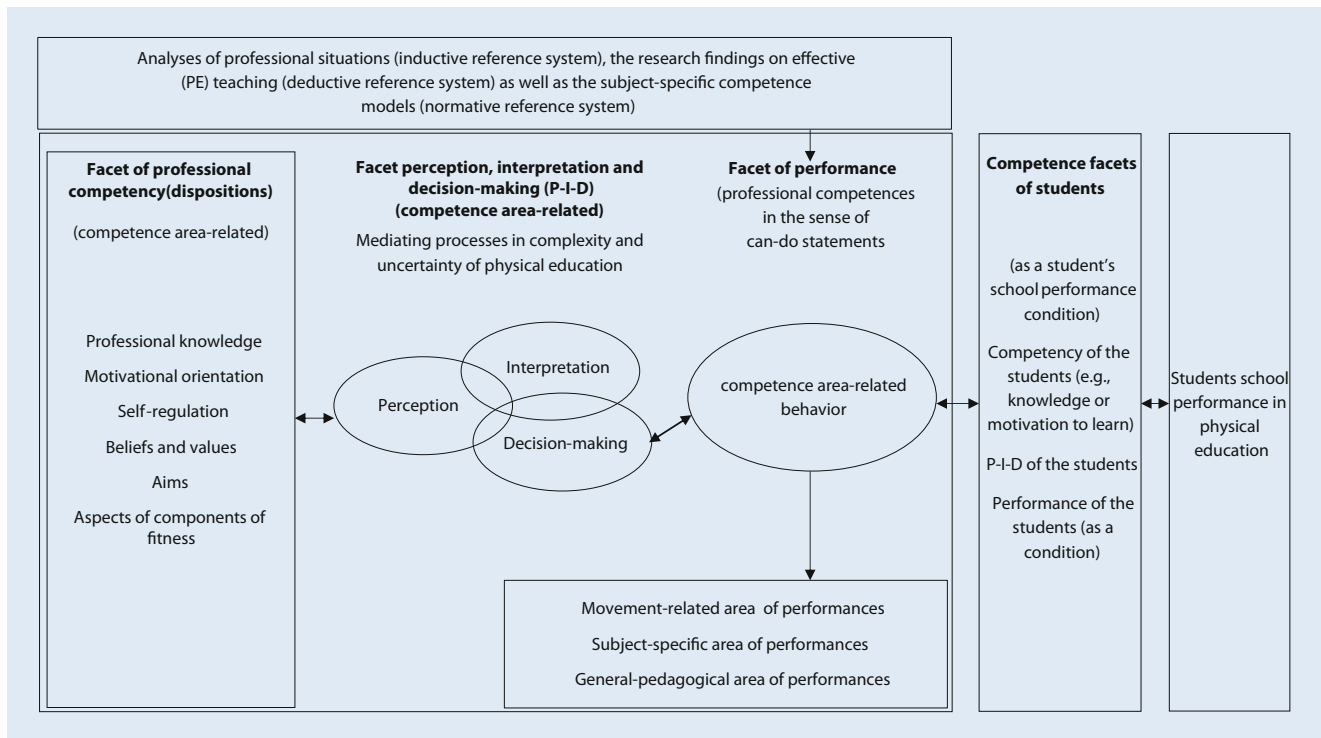 Analyses of professional situations (inductive reference system), the research findings on effective
(PE) teaching (deductive reference system) as well as the subject-specific competence
models (normative reference system)
Facet of professional
competency(dispositions)
(competence area-related)
Professional knowledge
Motivational orientation
Self-regulation
Beliefs and values
Aims
Aspects of components of
fitness
Facet perception, interpretation and
decision-making (P-I-D)
(competence area-related)
Mediating processes in complexity and
uncertainty of physical education
Interpretation
Perception
Decision-making
Facet of performance
(professional competences
in the sense of
can-do statements
competence area-related
behavior
Movement-related area of performances
Subject-specific area of performances
General-pedagogical area of performances
Competence facets
of students
(as a student's
school performance
condition)
Competency of the
students (e.g.,
knowledge or
motivation to learn)
P-I-D of the students
Performance of the
students (as a
condition)
Students school
performance in
physical
education